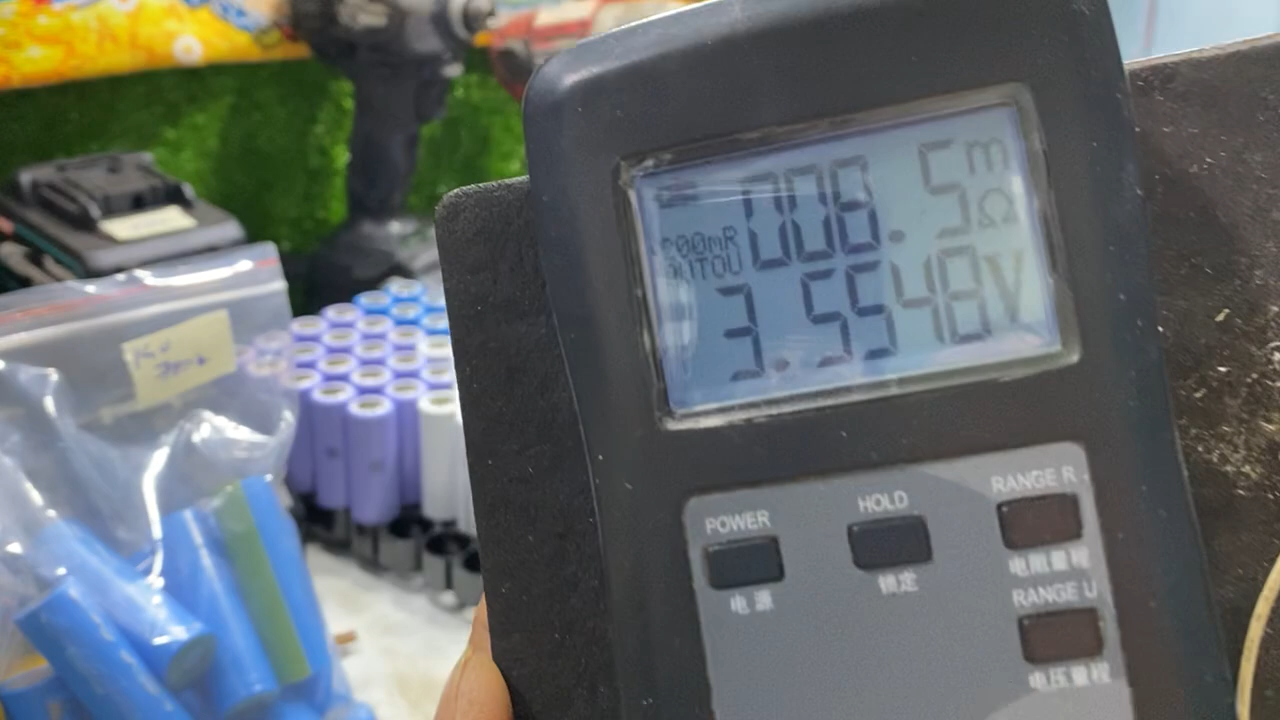 008.5mΩ
200mR
AUTOU
3.5548V
POWER
电源
HOLD
锁定
RANGE R
电阻量程
RANGE U
电压量程